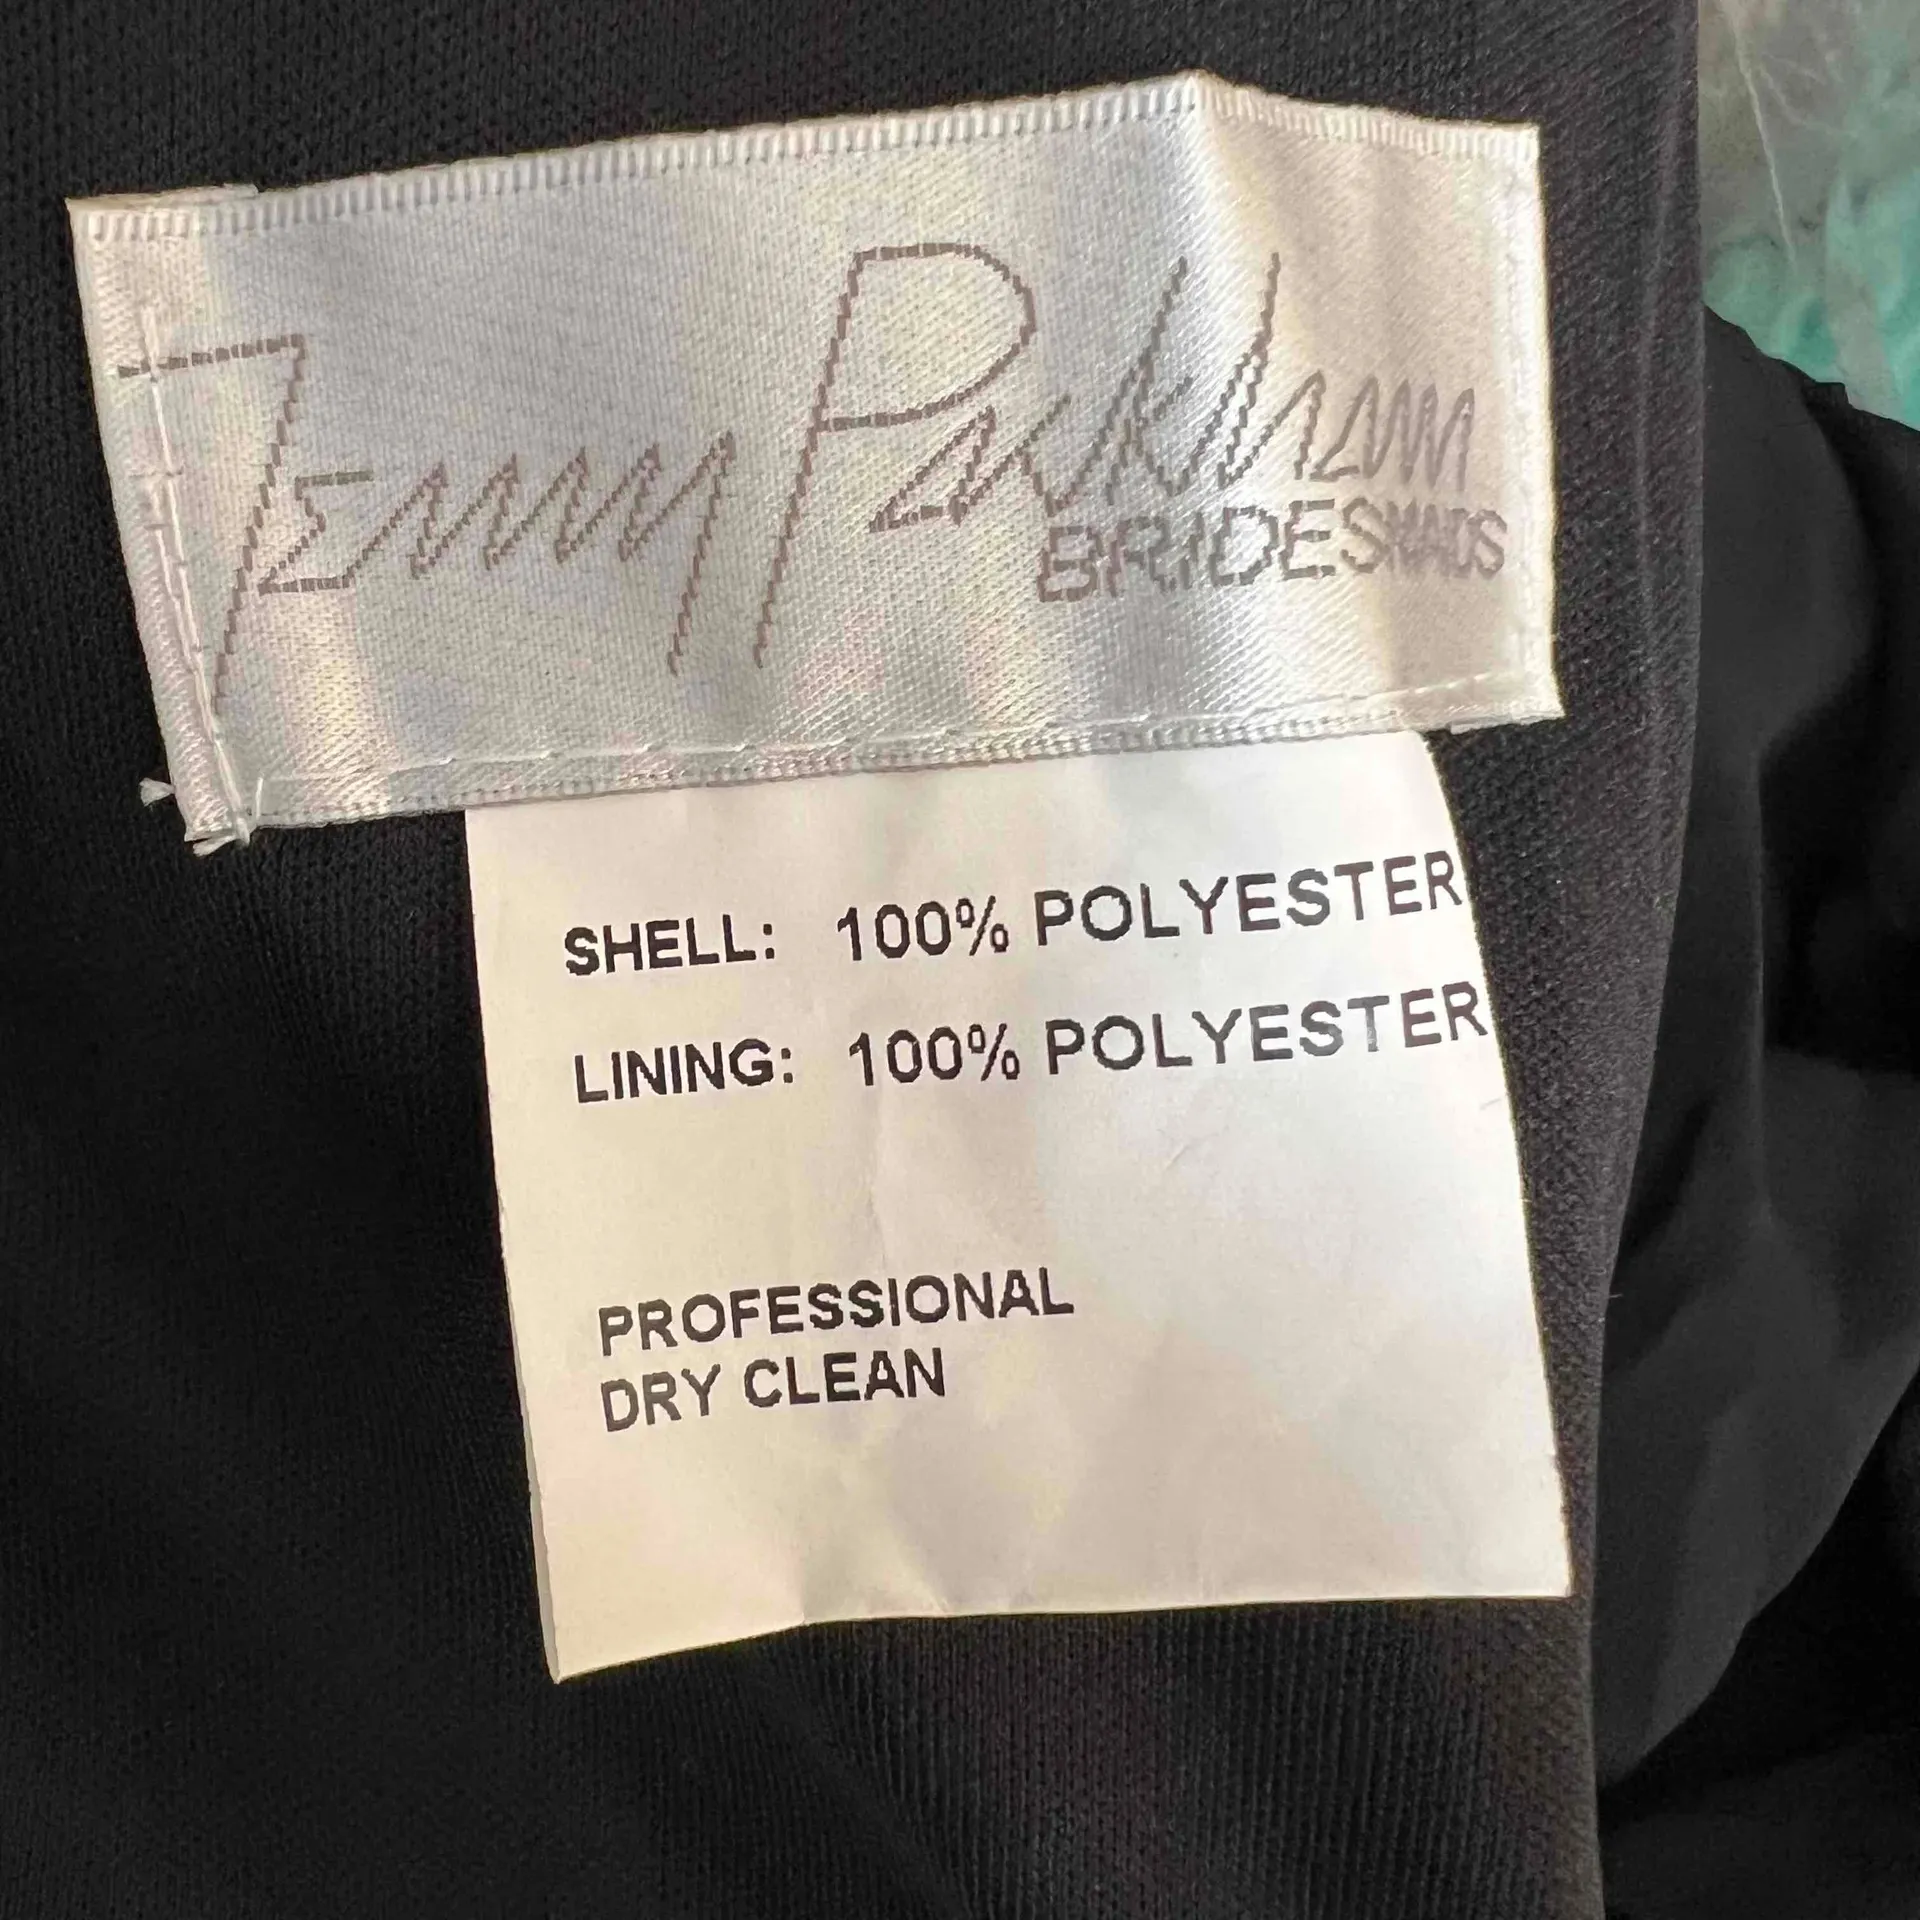 Jenny Packham
BRIDESMAIDS
SHELL: 100% POLYESTER
LINING: 100% POLYESTER
PROFESSIONAL
DRY CLEAN